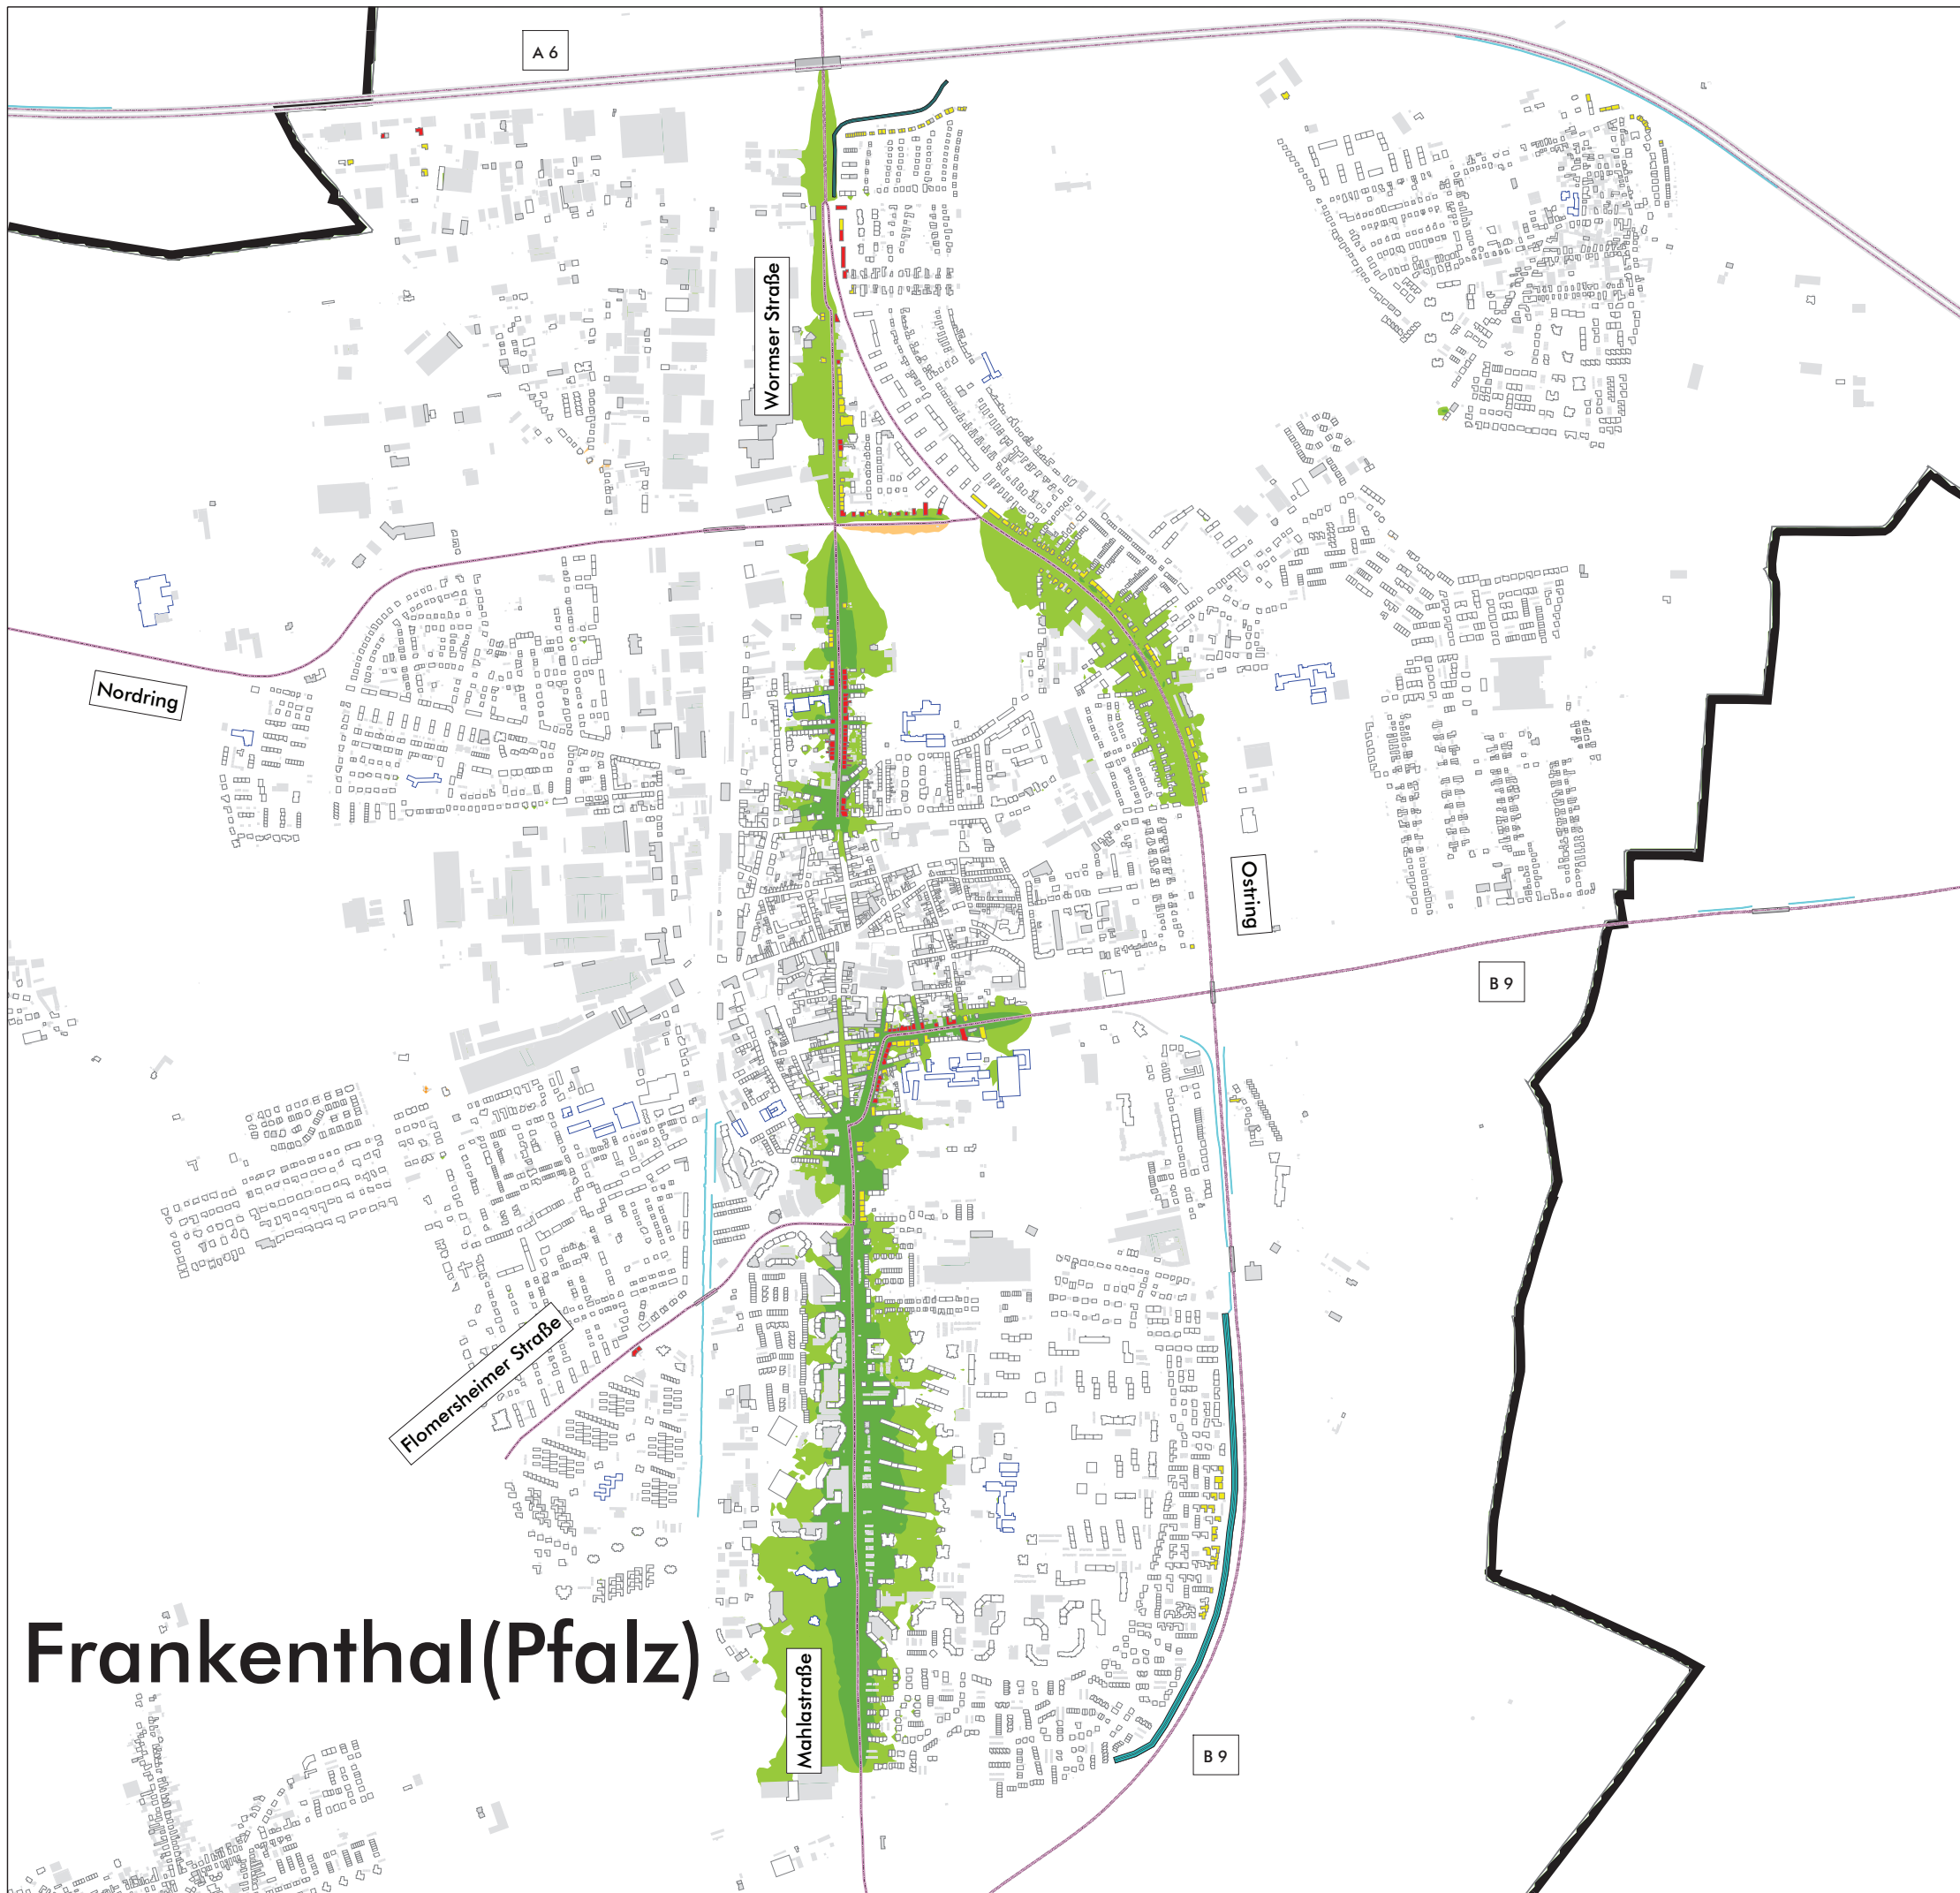 A 6
Wormser Straße
Nordring
Ostring
B 9
Flomersheimer Straße
Frankenthal(Pfalz)
Mahlastraße
B 9